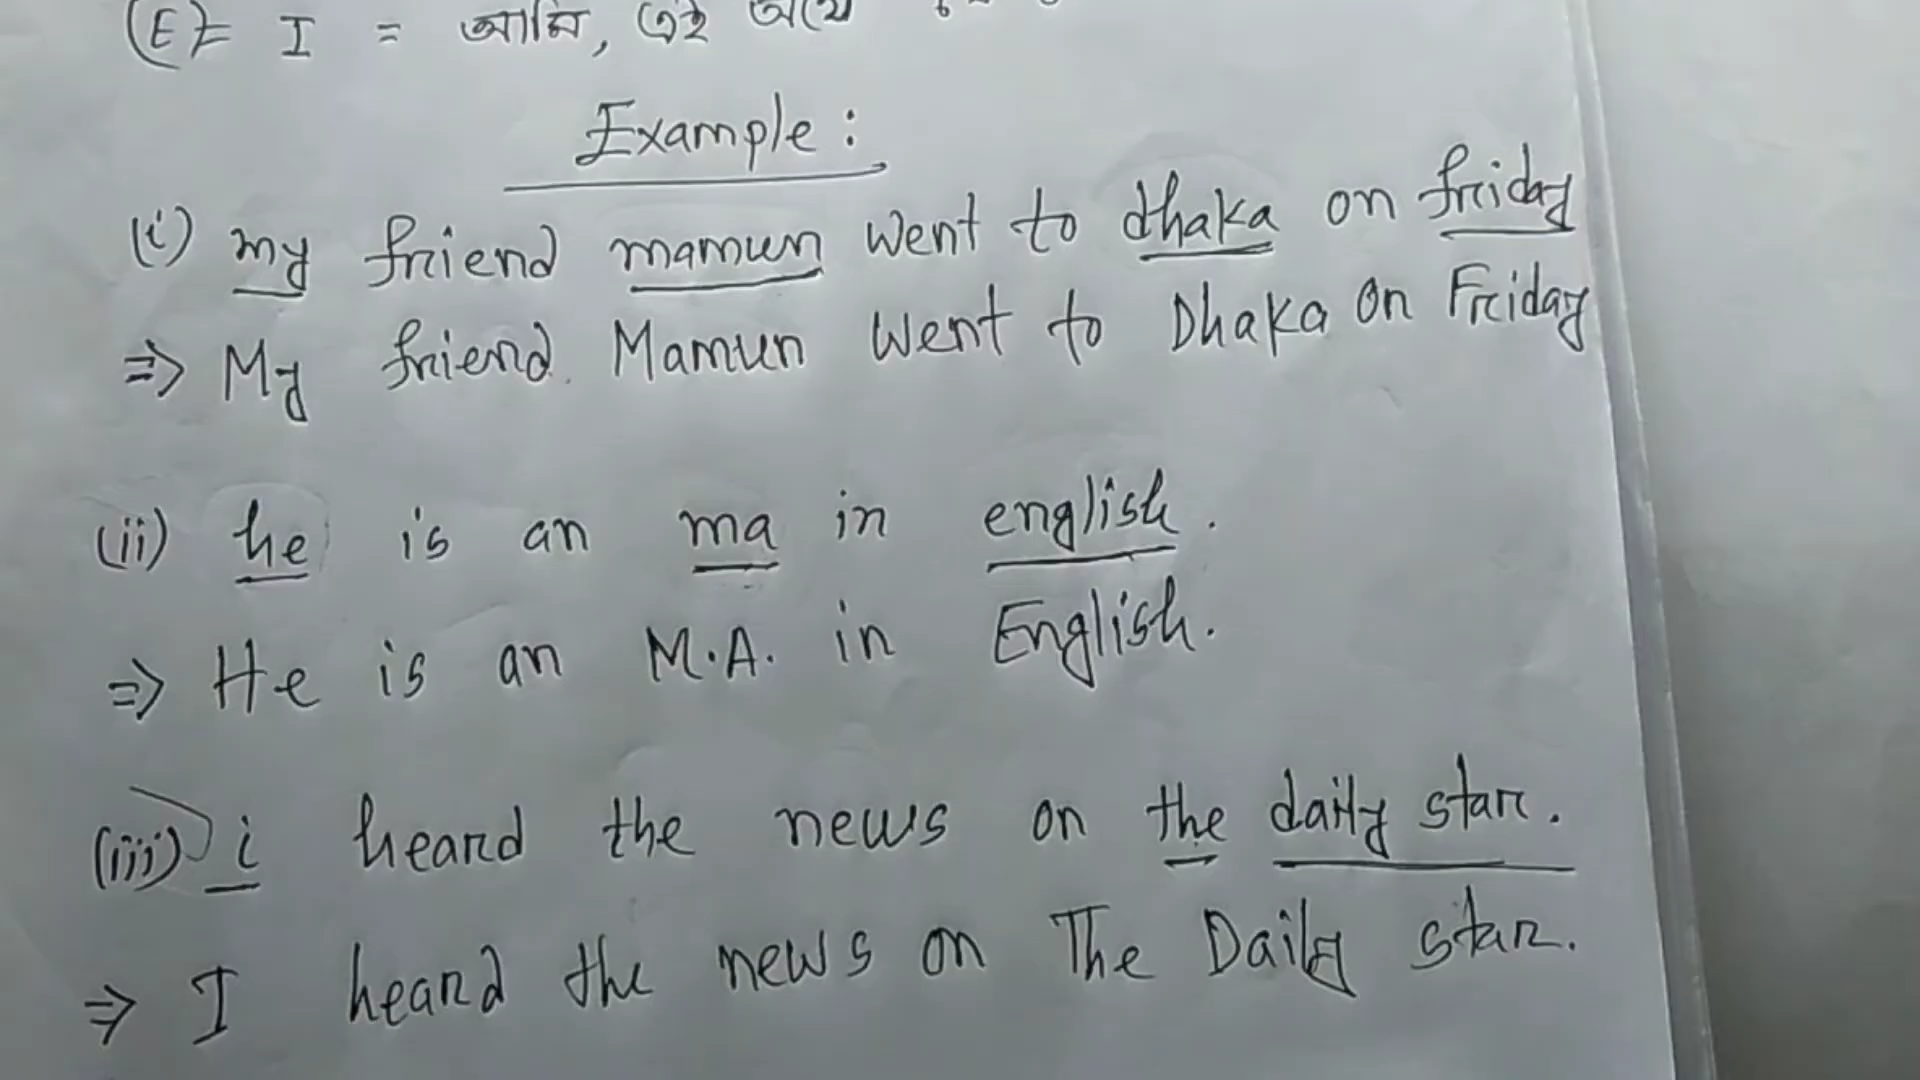 (E)= I = আমি, এই অর্থে
Example:
(i) my friend mamun went to dhaka on friday
⇒ My friend Mamun went to Dhaka on Friday
(ii) he is an ma in english.
⇒ He is an M.A. in English.
(iii) i heard the news on the daily star.
⇒ I heard the news on The Daily star.